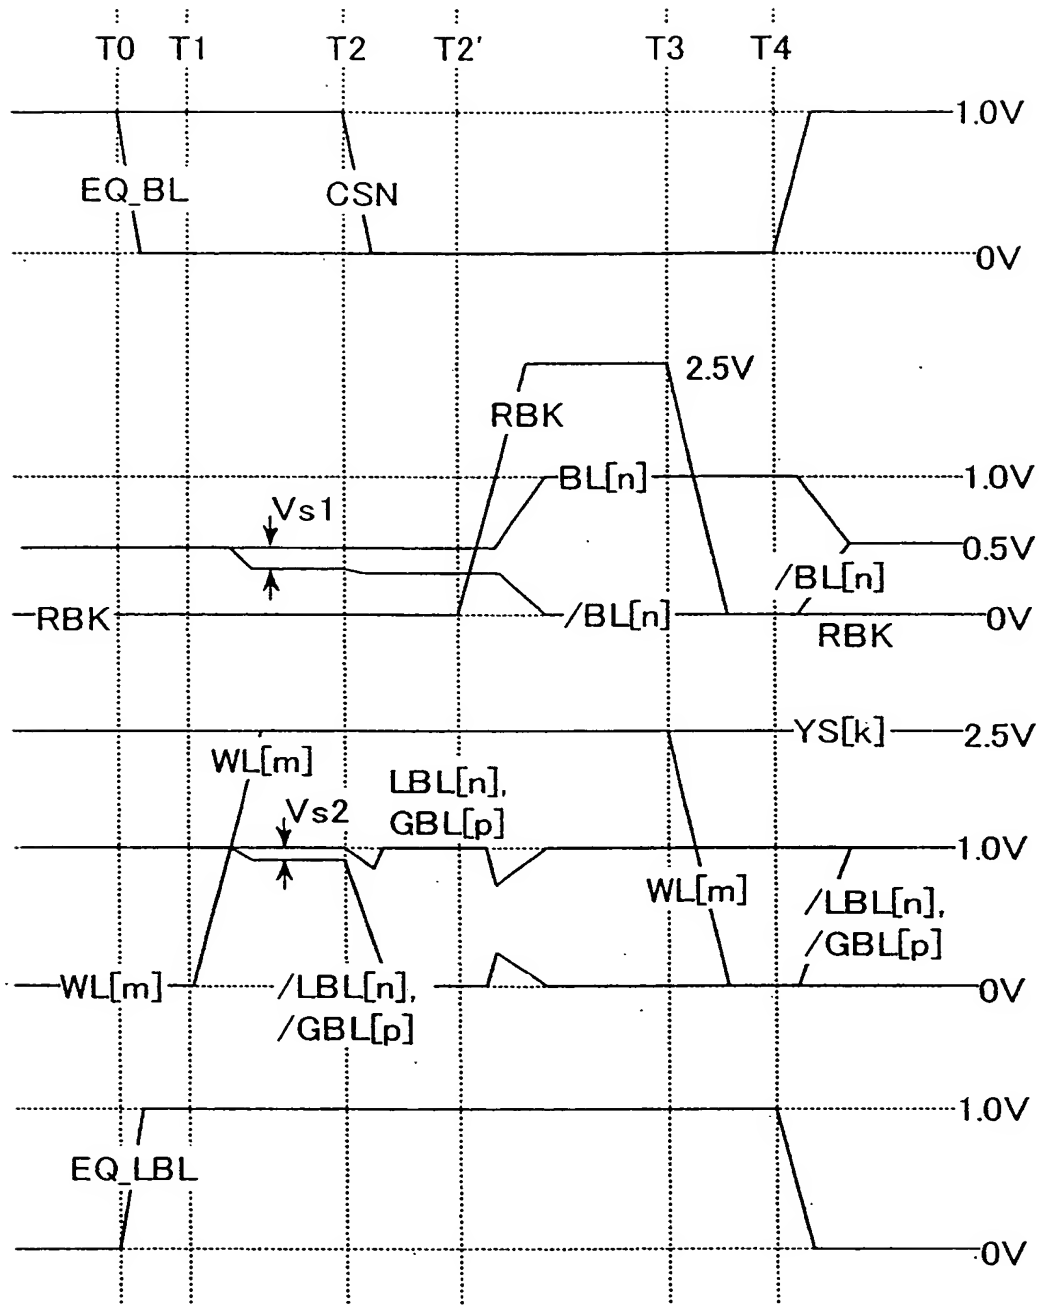 T0 T1 T2 T2' T3 T4
1.0V
EQ_BL CSN
0V
2.5V
RBK
BL[n] 1.0V
Vs1
0.5V
/BL[n]
RBK /BL[n] 0V
RBK
YS[k] 2.5V
WL[m]
LBL[n],
GBL[p]
Vs2
1.0V
WL[m]
/LBL[n],
/GBL[p]
WL[m] /LBL[n], 0V
/GBL[p]
1.0V
EQ_LBL
0V